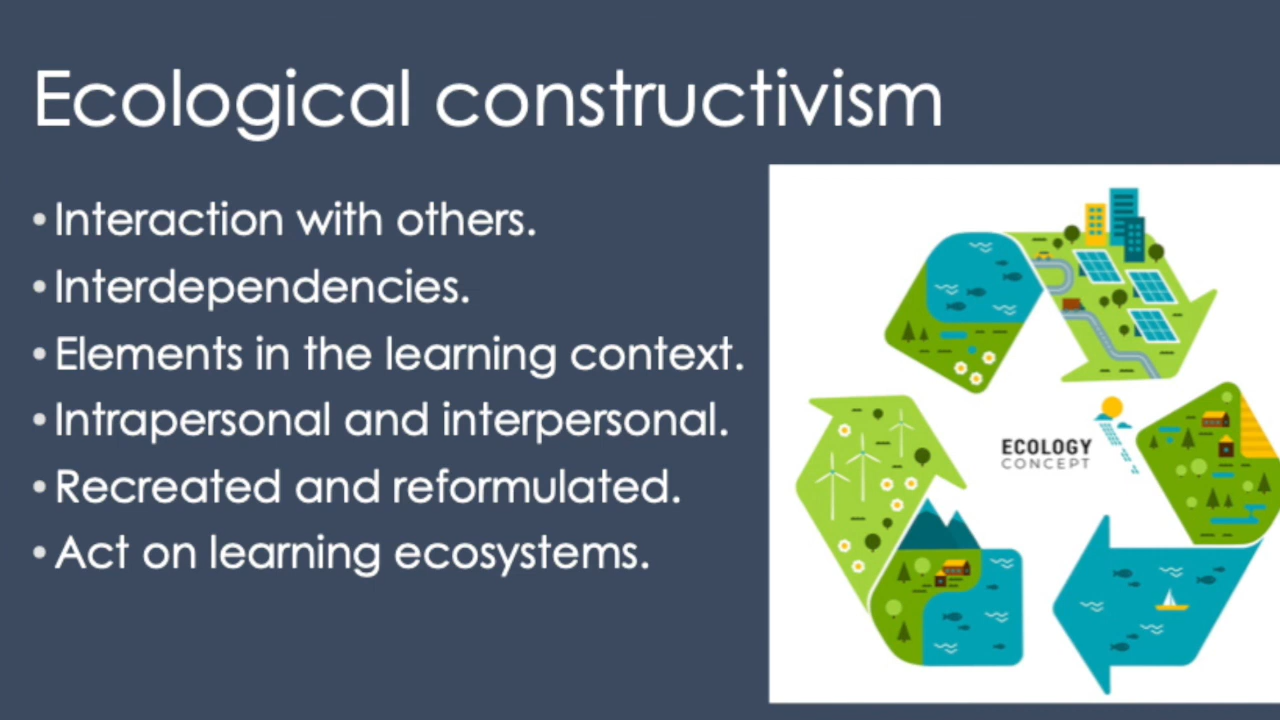 Ecological constructivism
• Interaction with others.
• Interdependencies.
• Elements in the learning context.
• Intrapersonal and interpersonal.
• Recreated and reformulated.
• Act on learning ecosystems.
ECOLOGY
CONCEPT